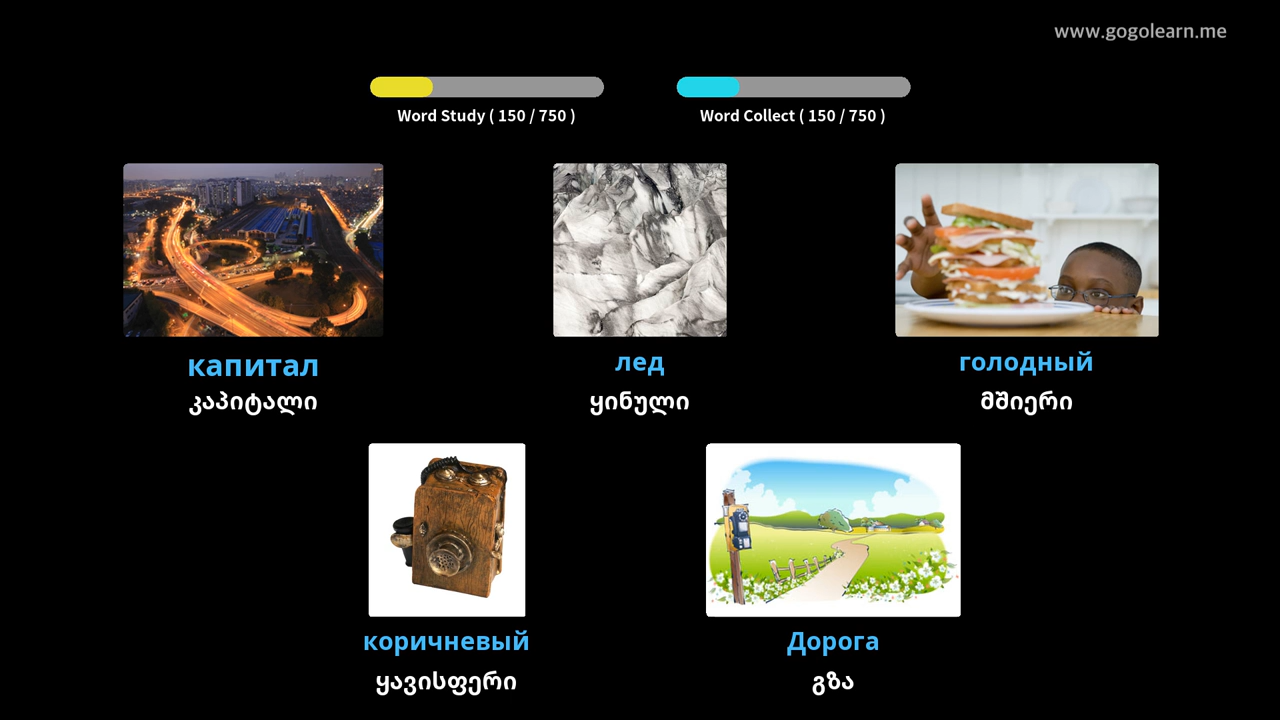 www.gogolearn.me
Word Study ( 150 / 750 )
Word Collect ( 150 / 750 )
капитал
კაპიტალი
лед
ყინული
голодный
მშიერი
коричневый
ყავისფერი
Дорога
გზა